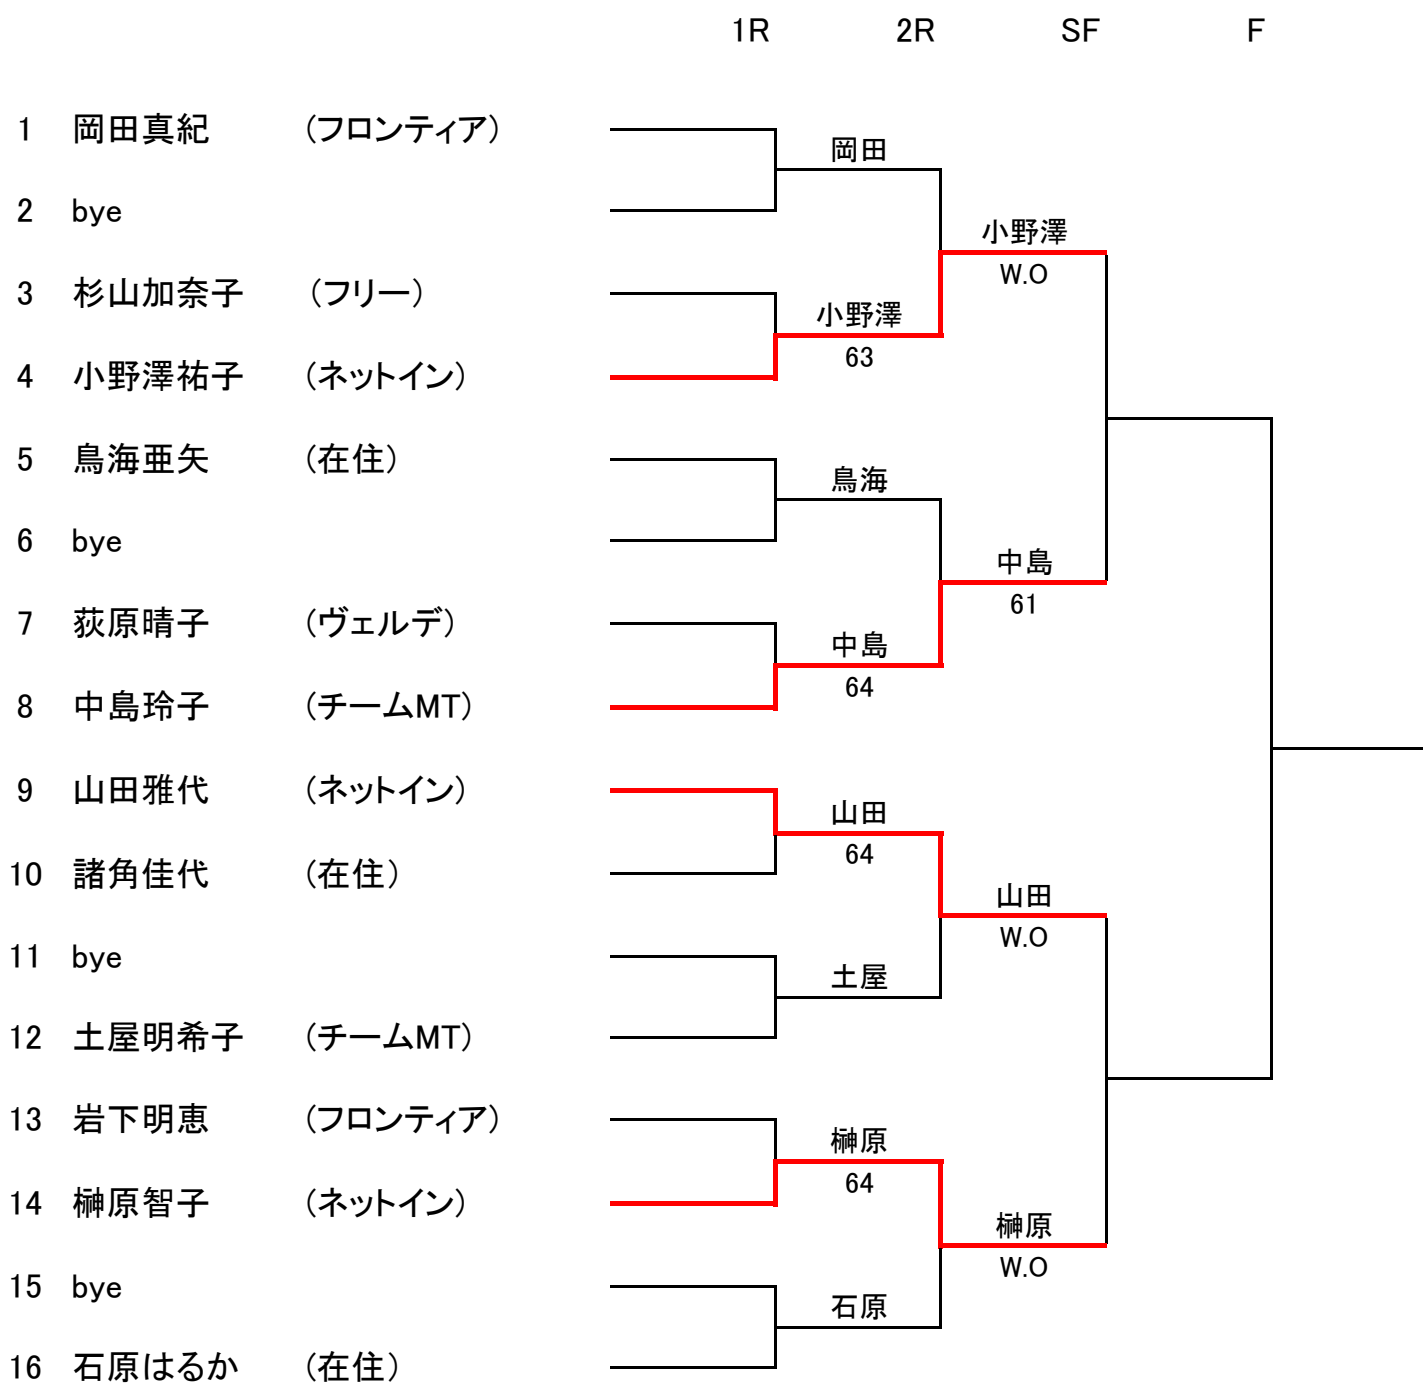 1R 2R SF F
1 岡田真紀 (フロンティア)
岡田
2 bye
小野澤
W.O
3 杉山加奈子 (フリー)
小野澤
63
4 小野澤祐子 (ネットイン)
5 鳥海亜矢 (在住)
鳥海
6 bye
中島
61
7 荻原晴子 (ヴェルデ)
中島
64
8 中島玲子 (チームMT)
9 山田雅代 (ネットイン)
山田
64
10 諸角佳代 (在住)
山田
W.O
11 bye
土屋
12 土屋明希子 (チームMT)
13 岩下明恵 (フロンティア)
榊原
64
14 榊原智子 (ネットイン)
榊原
W.O
15 bye
石原
16 石原はるか (在住)